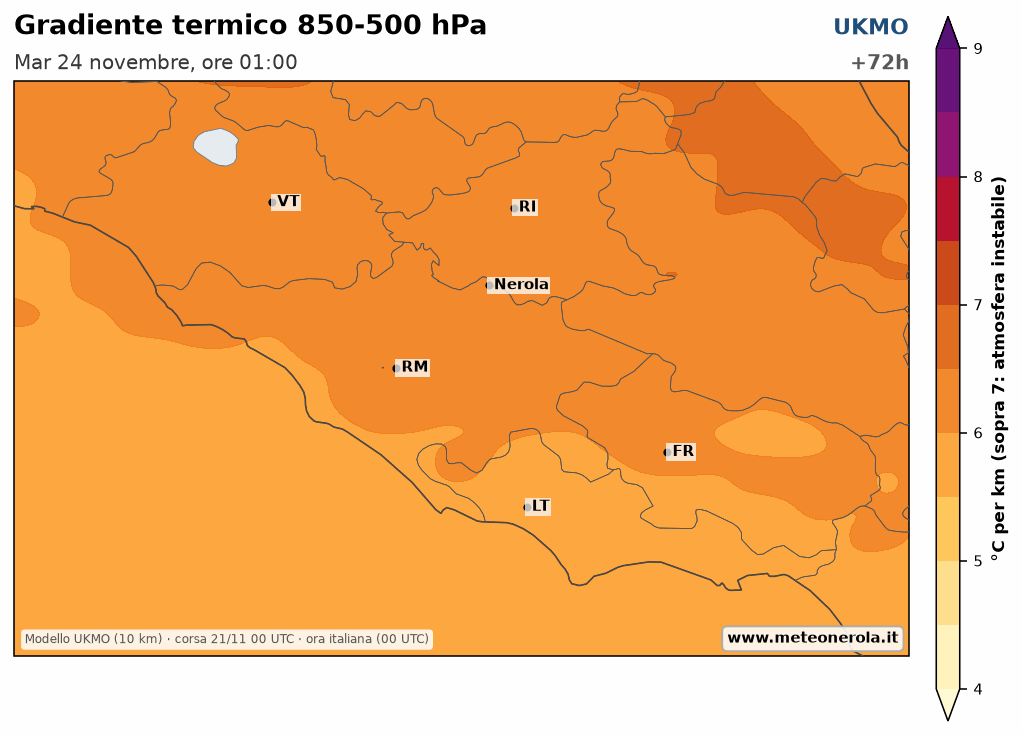 Gradiente termico 850-500 hPa
UKMO
Mar 24 novembre, ore 01:00
+72h
9
8
7
6
5
4
°C per km (sopra 7: atmosfera instabile)
VT
RI
Nerola
RM
FR
LT
Modello UKMO (10 km) · corsa 21/11 00 UTC · ora italiana (00 UTC)
www.meteonerola.it